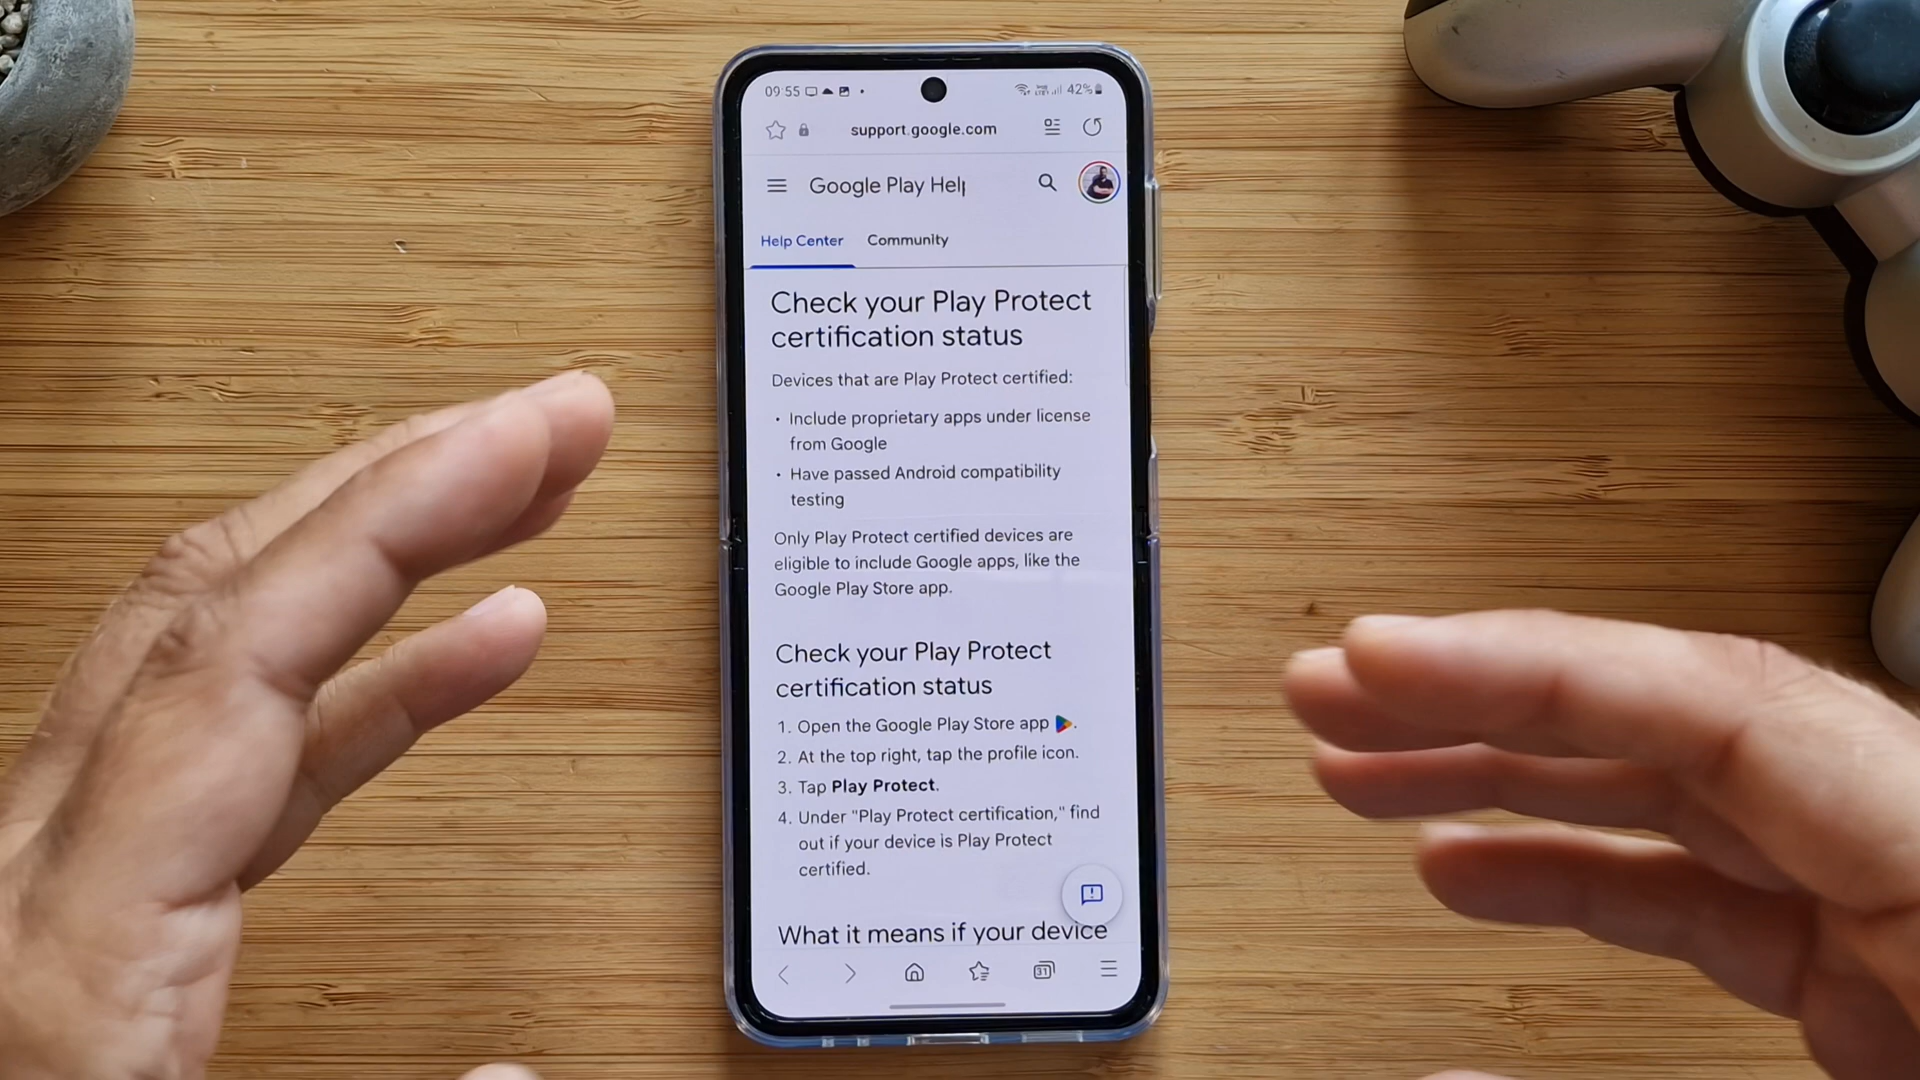 09:55 42%
support.google.com
Google Play Help
Help Center Community
Check your Play Protect
certification status
Devices that are Play Protect certified:
• Include proprietary apps under license
from Google
• Have passed Android compatibility
testing
Only Play Protect certified devices are
eligible to include Google apps, like the
Google Play Store app.
Check your Play Protect
certification status
1. Open the Google Play Store app .
2. At the top right, tap the profile icon.
3. Tap Play Protect.
4. Under "Play Protect certification," find
out if your device is Play Protect
certified.
What it means if your device
31